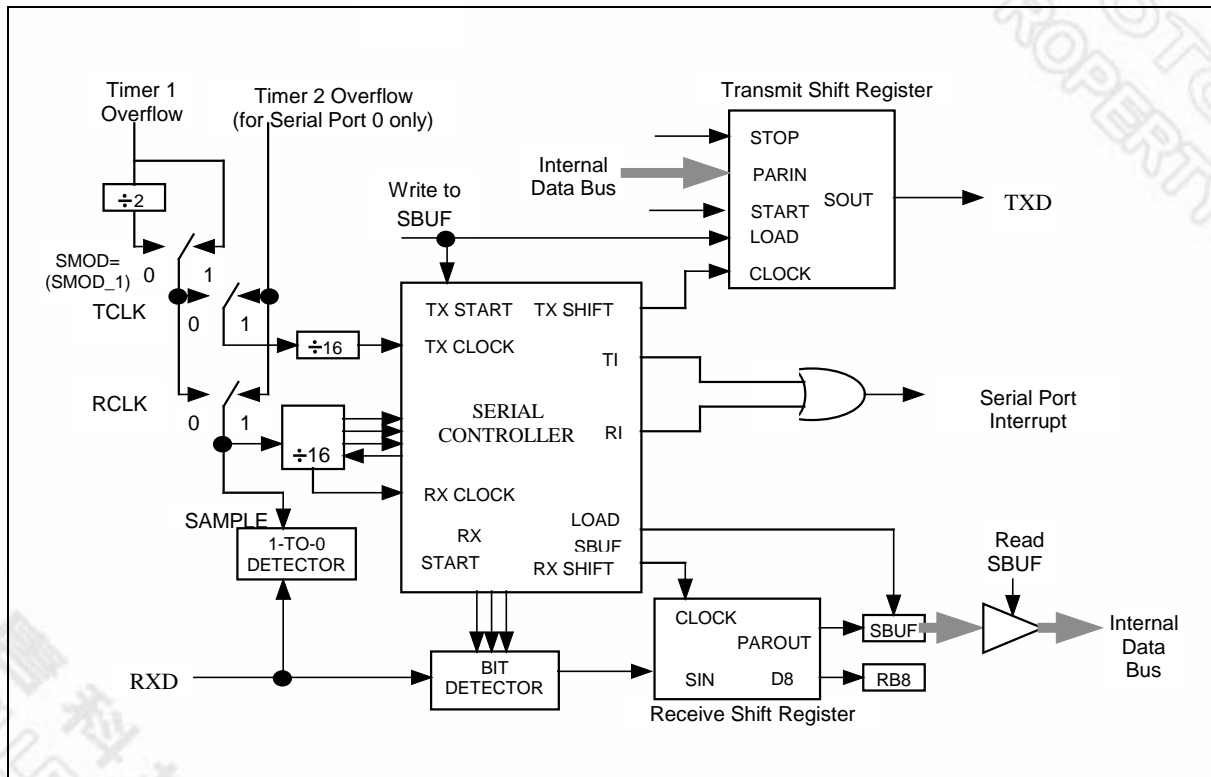 Timer 1
Overflow
Timer 2 Overflow
(for Serial Port 0 only)
÷2
SMOD=
(SMOD_1)
0
1
TCLK
0
1
÷16
RCLK
0
1
÷16
SAMPLE
1-TO-0
DETECTOR
RXD
Write to
SBUF
TX START
TX SHIFT
TX CLOCK
TI
SERIAL
CONTROLLER
RI
RX CLOCK
LOAD
SBUF
RX
START
RX SHIFT
BIT
DETECTOR
Transmit Shift Register
Internal
Data Bus
STOP
PARIN
START
SOUT
LOAD
CLOCK
TXD
Serial Port
Interrupt
CLOCK
PAROUT
SIN
D8
Receive Shift Register
SBUF
RB8
Read
SBUF
Internal
Data
Bus
科
ROPERTY